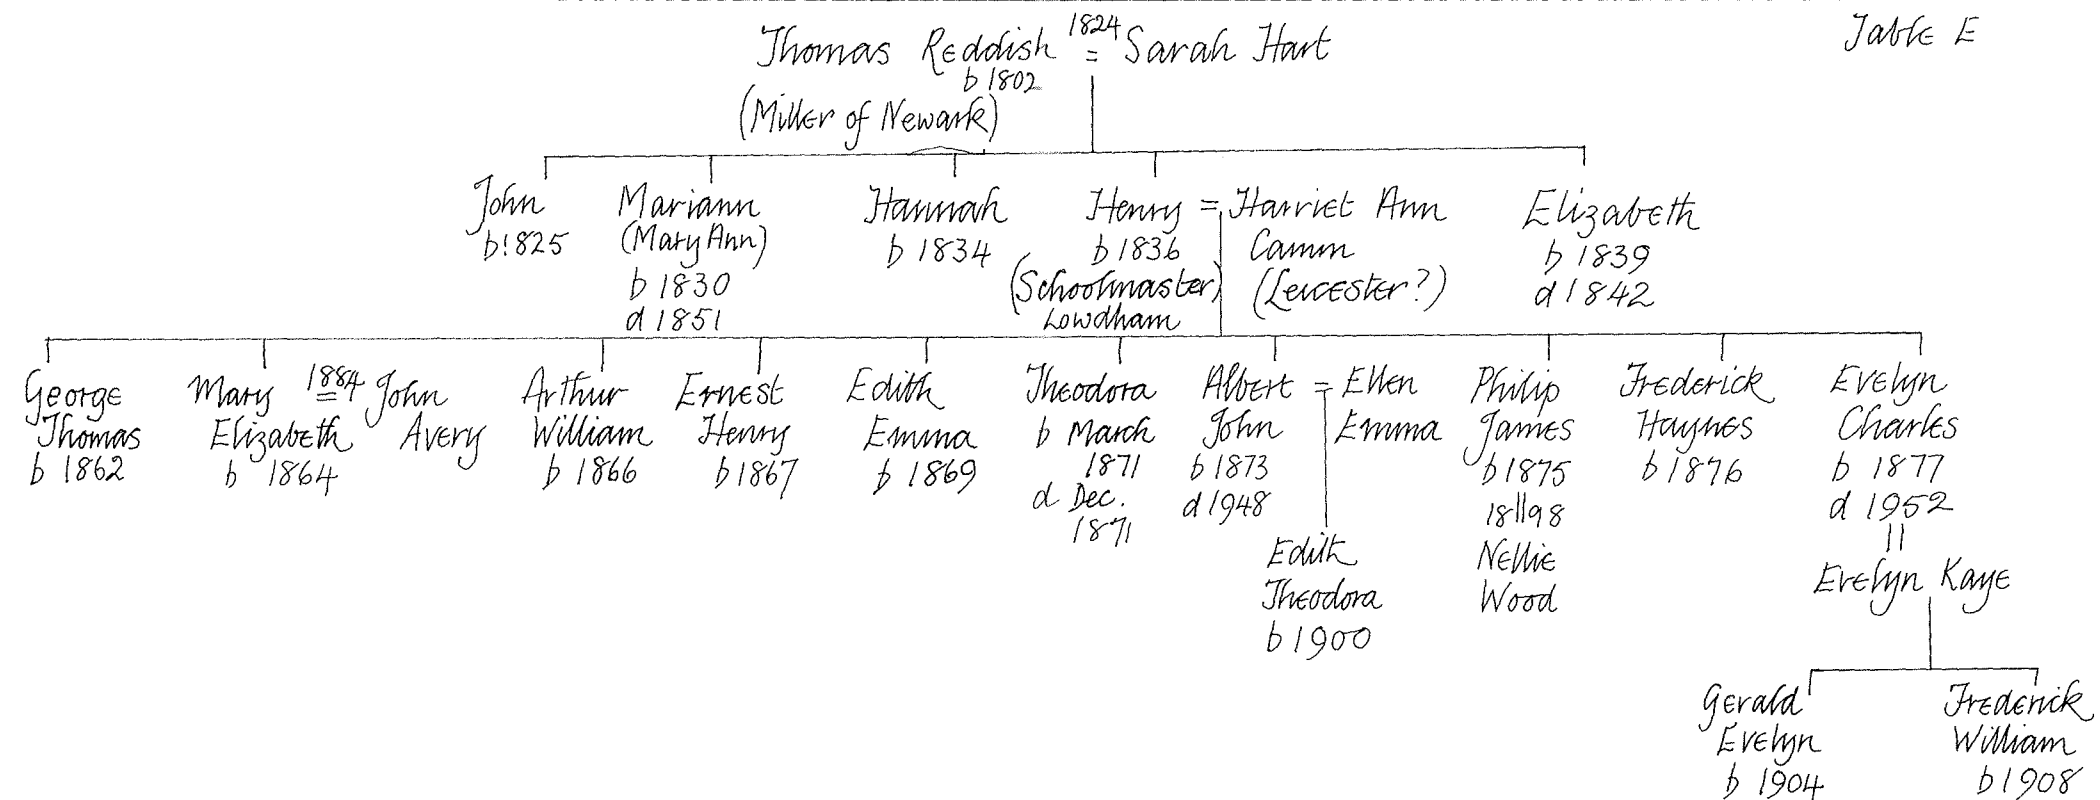 Table E
1824
Thomas Reddish = Sarah Hart
b 1802
(Miller of Newark)
John
b 1825
Mariann
(Mary Ann)
b 1830
d 1851
Hannah
b 1834
Henry = Harriet Ann
b 1836
Camm
(Schoolmaster)
(Leicester?)
Lowdham
Elizabeth
b 1839
d 1842
George
Thomas
b 1862
Mary 1884 = John
Elizabeth Avery
b 1864
Arthur
William
b 1866
Ernest
Henry
b 1867
Edith
Emma
b 1869
Theodora
b March
1871
d Dec.
1871
Albert = Ellen
John Emma
b 1873
d 1948
Edith
Theodora
b 1900
Philip
James
b 1875
18||98
Nellie
Wood
Frederick
Haynes
b 1876
Evelyn
Charles
b 1877
d 1952
||
Evelyn Kaye
Gerald
Evelyn
b 1904
Frederick
William
b 1908